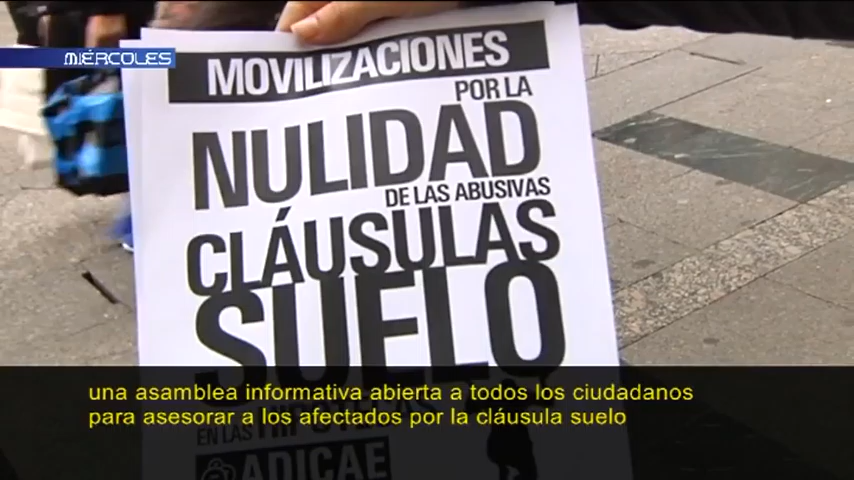 MIÉRCOLES
MOVILIZACIONES
POR LA
NULIDAD
DE LAS ABUSIVAS
CLÁUSULAS
SUELO
una asamblea informativa abierta a todos los ciudadanos
para asesorar a los afectados por la cláusula suelo
EN LAS HIPOTECAS
ADICAE